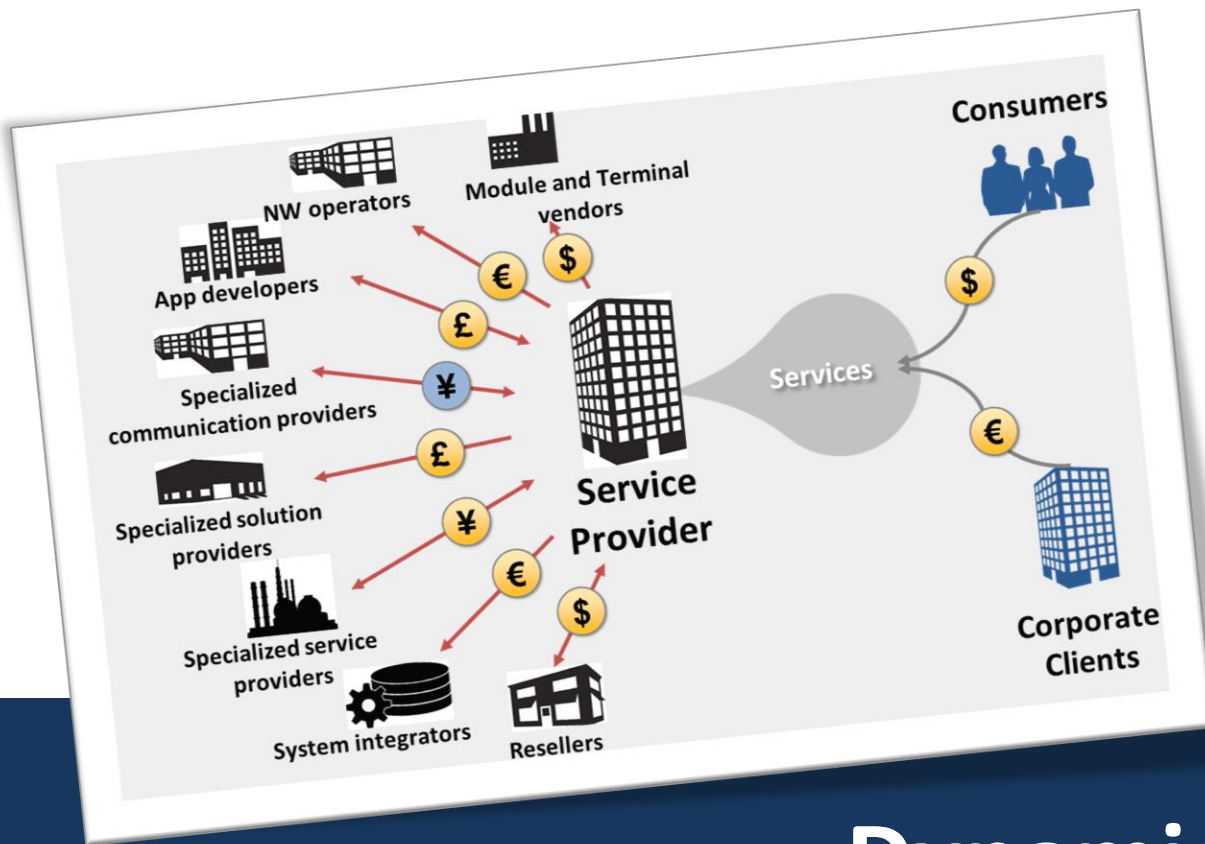 Consumers
Module and Terminal
vendors
NW operators
$
€
$
App developers
£
Specialized
communication providers
¥
Services
£
€
Specialized solution
providers
Service
Provider
¥
€
$
Specialized service
providers
Corporate
Clients
System integrators
Resellers